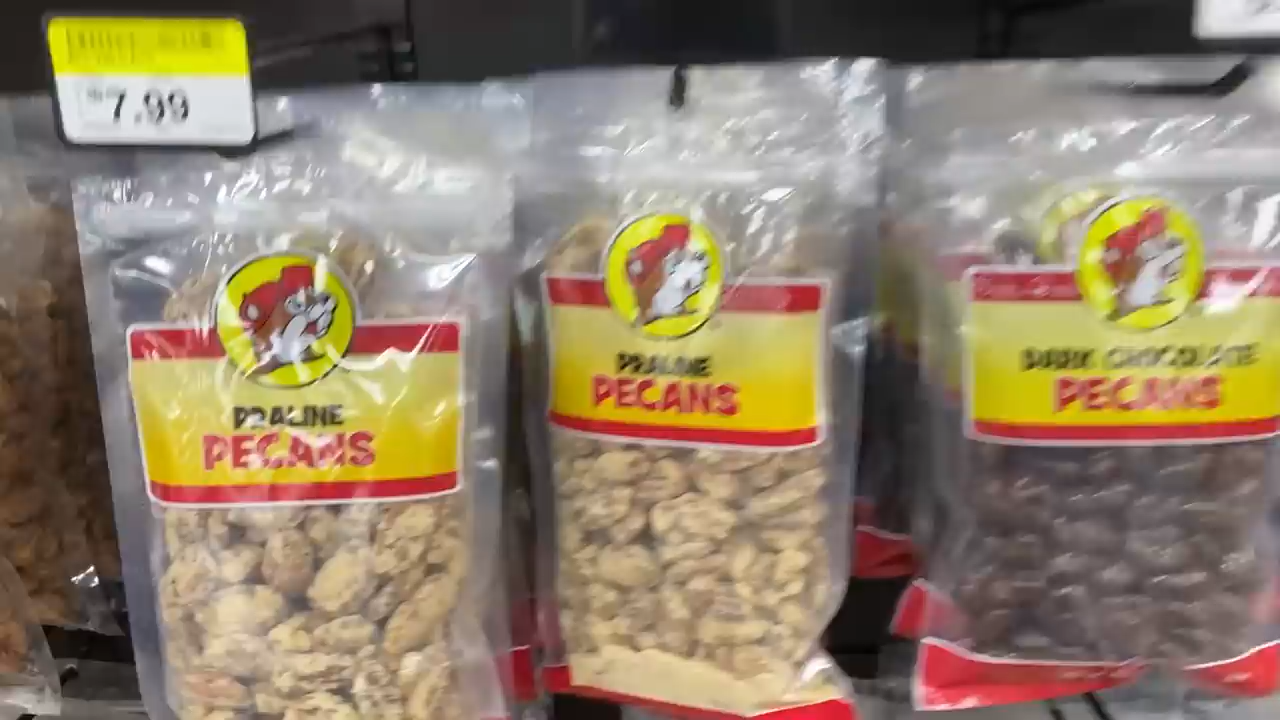 7.99
PRALINE
PECANS
PRALINE
PECANS
DARK CHOCOLATE
PECANS